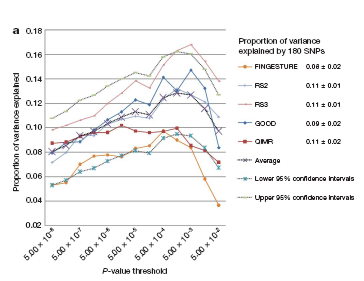 a
0.18
0.16
0.14
0.12
0.10
0.08
0.06
0.04
0.02
Proportion of variance explained
5.00 × 10⁻⁸
5.00 × 10⁻⁷
5.00 × 10⁻⁶
5.00 × 10⁻⁵
5.00 × 10⁻⁴
5.00 × 10⁻³
5.00 × 10⁻²
P-value threshold
Proportion of variance
explained by 180 SNPs
FINGESTURE 0.06 ± 0.02
RS2 0.11 ± 0.01
RS3 0.11 ± 0.01
GOOD 0.09 ± 0.02
QIMR 0.11 ± 0.02
Average
Lower 95% confidence intervals
Upper 95% confidence intervals